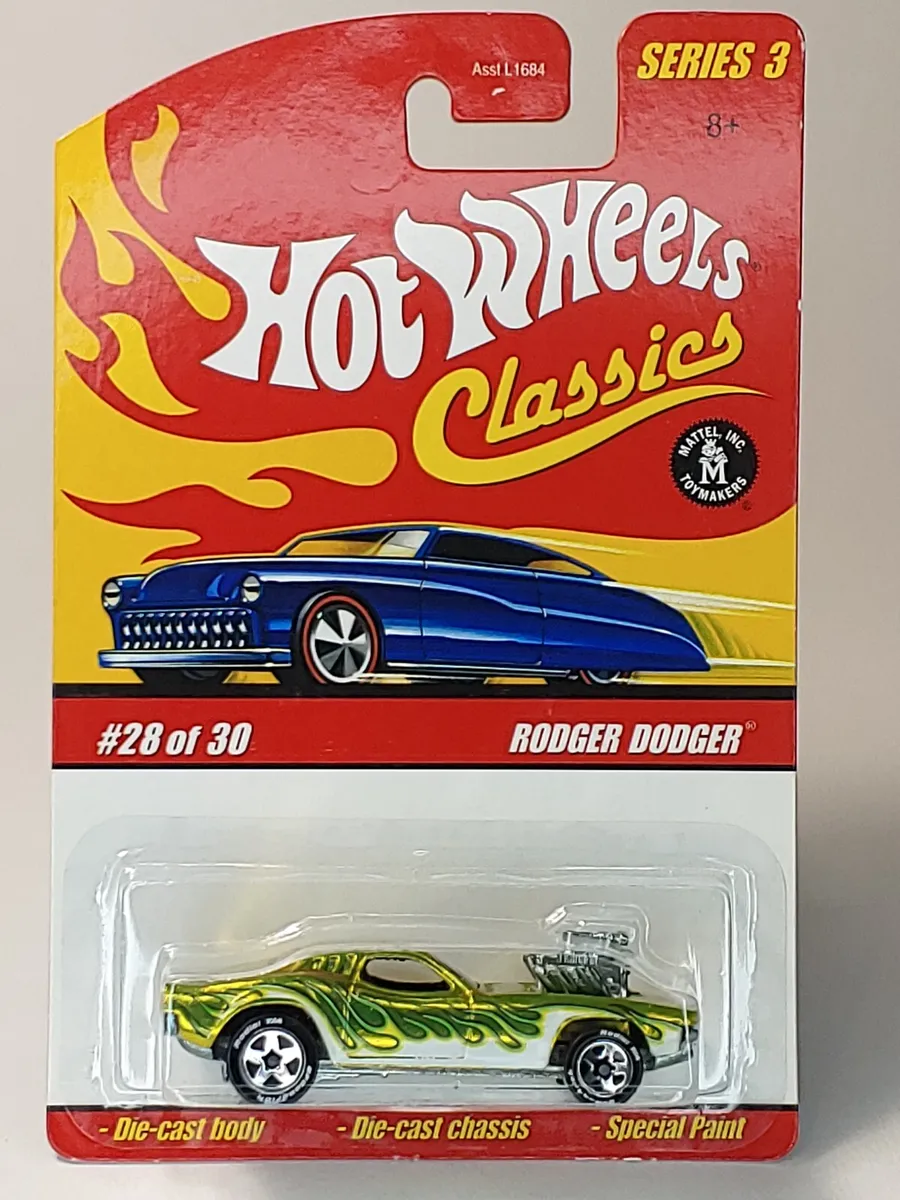 Asst L1684
SERIES 3
8+
HOT WHEELS®
Classics
MATTEL, INC.
M
TOYMAKERS
#28 of 30
RODGER DODGER®
- Die-cast body - Die-cast chassis - Special Paint